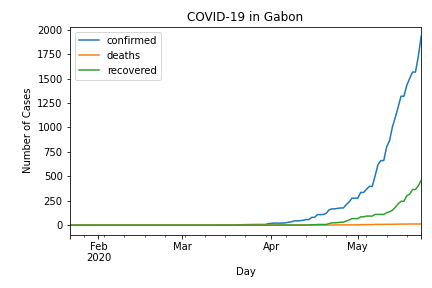 COVID-19 in Gabon
confirmed
deaths
recovered
Number of Cases
2000
1750
1500
1250
1000
750
500
250
0
Feb
2020
Mar
Apr
May
Day